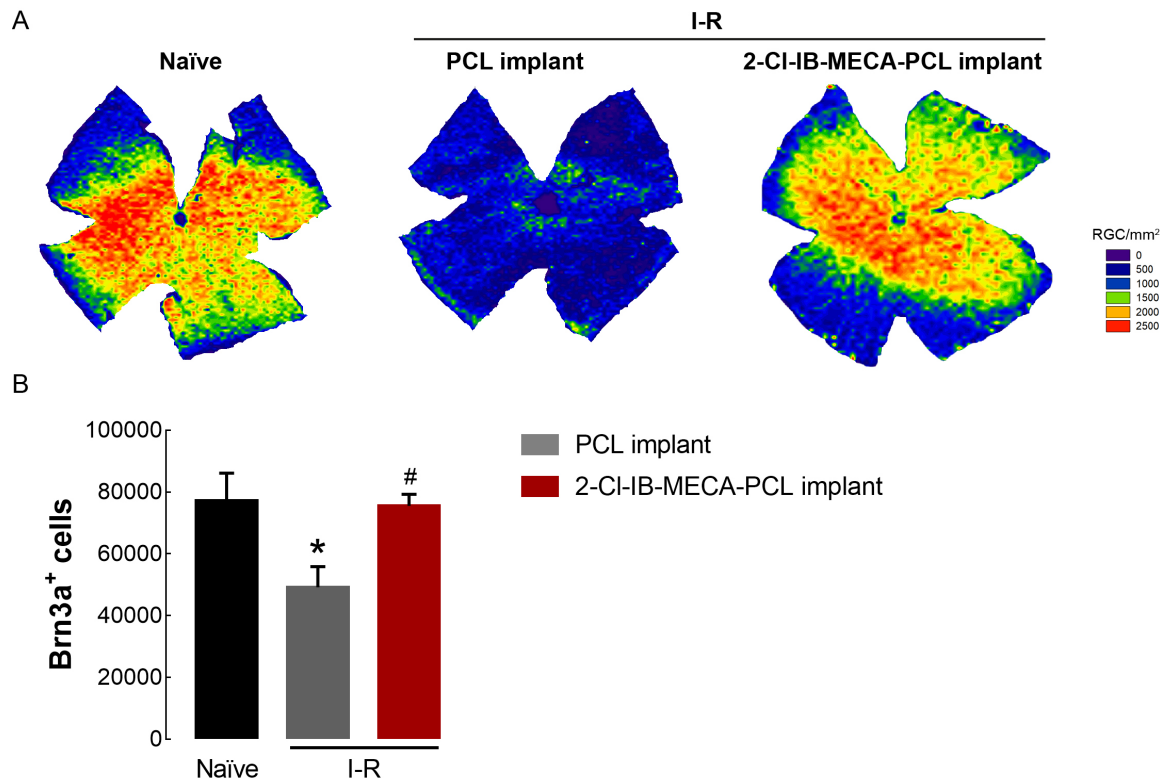 A
I-R
Naïve
PCL implant
2-Cl-IB-MECA-PCL implant
RGC/mm²
0
500
1000
1500
2000
2500
B
100000
80000
60000
40000
20000
0
Brn3a⁺ cells
*
#
PCL implant
2-Cl-IB-MECA-PCL implant
Naïve
I-R